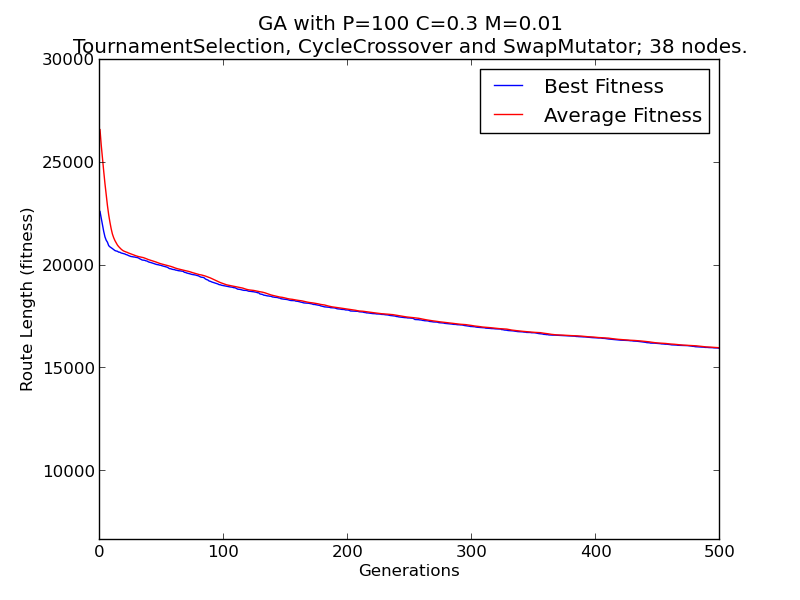 GA with P=100 C=0.3 M=0.01
TournamentSelection, CycleCrossover and SwapMutator; 38 nodes.
30000
Best Fitness
Average Fitness
25000
20000
15000
10000
Route Length (fitness)
0 100 200 300 400 500
Generations